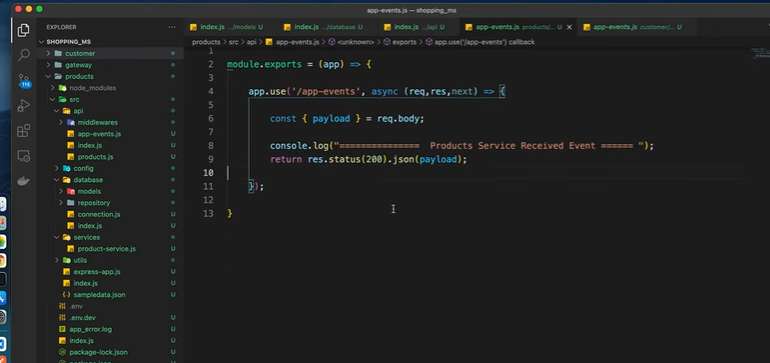 app-events.js — shopping_ms
EXPLORER
index.js .../models U
index.js .../database U
index.js .../api U
app-events.js products/... U
app-events.js customer/... U
SHOPPING_MS
products > src > api > app-events.js > <unknown> > exports > app.use("/app-events") callback
customer
gateway
products
node_modules
src
api
middlewares
app-events.js U
index.js U
products.js U
config
database
models
repository
connection.js U
index.js U
services
product-service.js U
utils
express-app.js U
index.js U
sampledata.json U
.env
.env.dev U
app_error.log U
index.js U
package-lock.json U
115
1
2 module.exports = (app) => {
3
4 app.use('/app-events', async (req,res,next) => {
5
6 const { payload } = req.body;
7
8 console.log("=============== Products Service Received Event ====== ");
9 return res.status(200).json(payload);
10
11 });
12
13 }